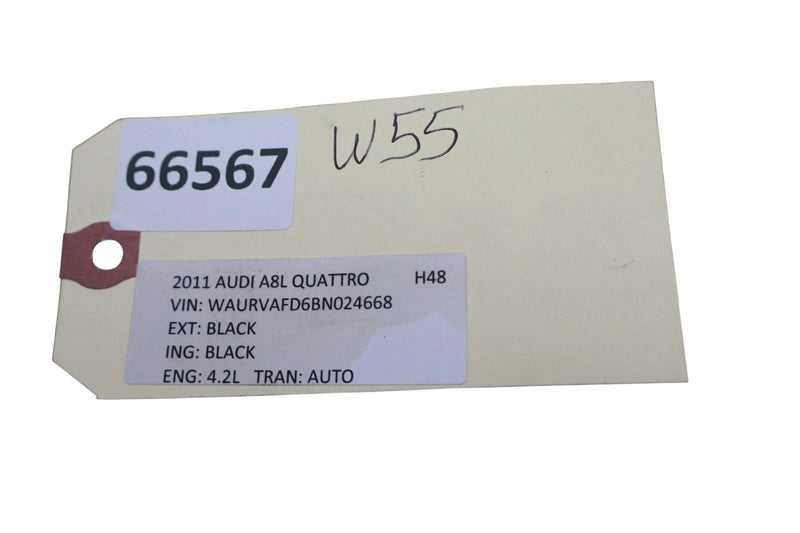 66567 W55
2011 AUDI A8L QUATTRO H48
VIN: WAURVAFD6BN024668
EXT: BLACK
ING: BLACK
ENG: 4.2L TRAN: AUTO